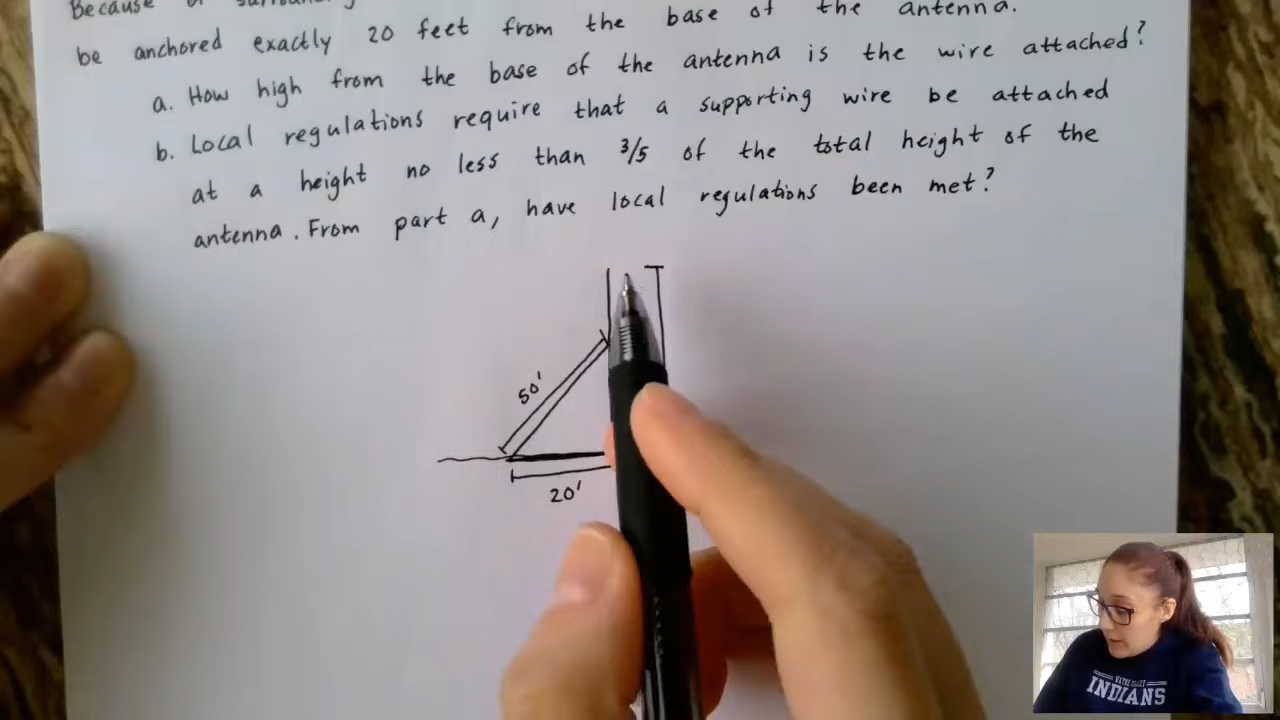 Because
be anchored exactly 20 feet from the base of the antenna.
a. How high from the base of the antenna is the wire attached?
b. Local regulations require that a supporting wire be attached
at a height no less than 3/5 of the total height of the
antenna. From part a, have local regulations been met?
50'
20'
INDIANS